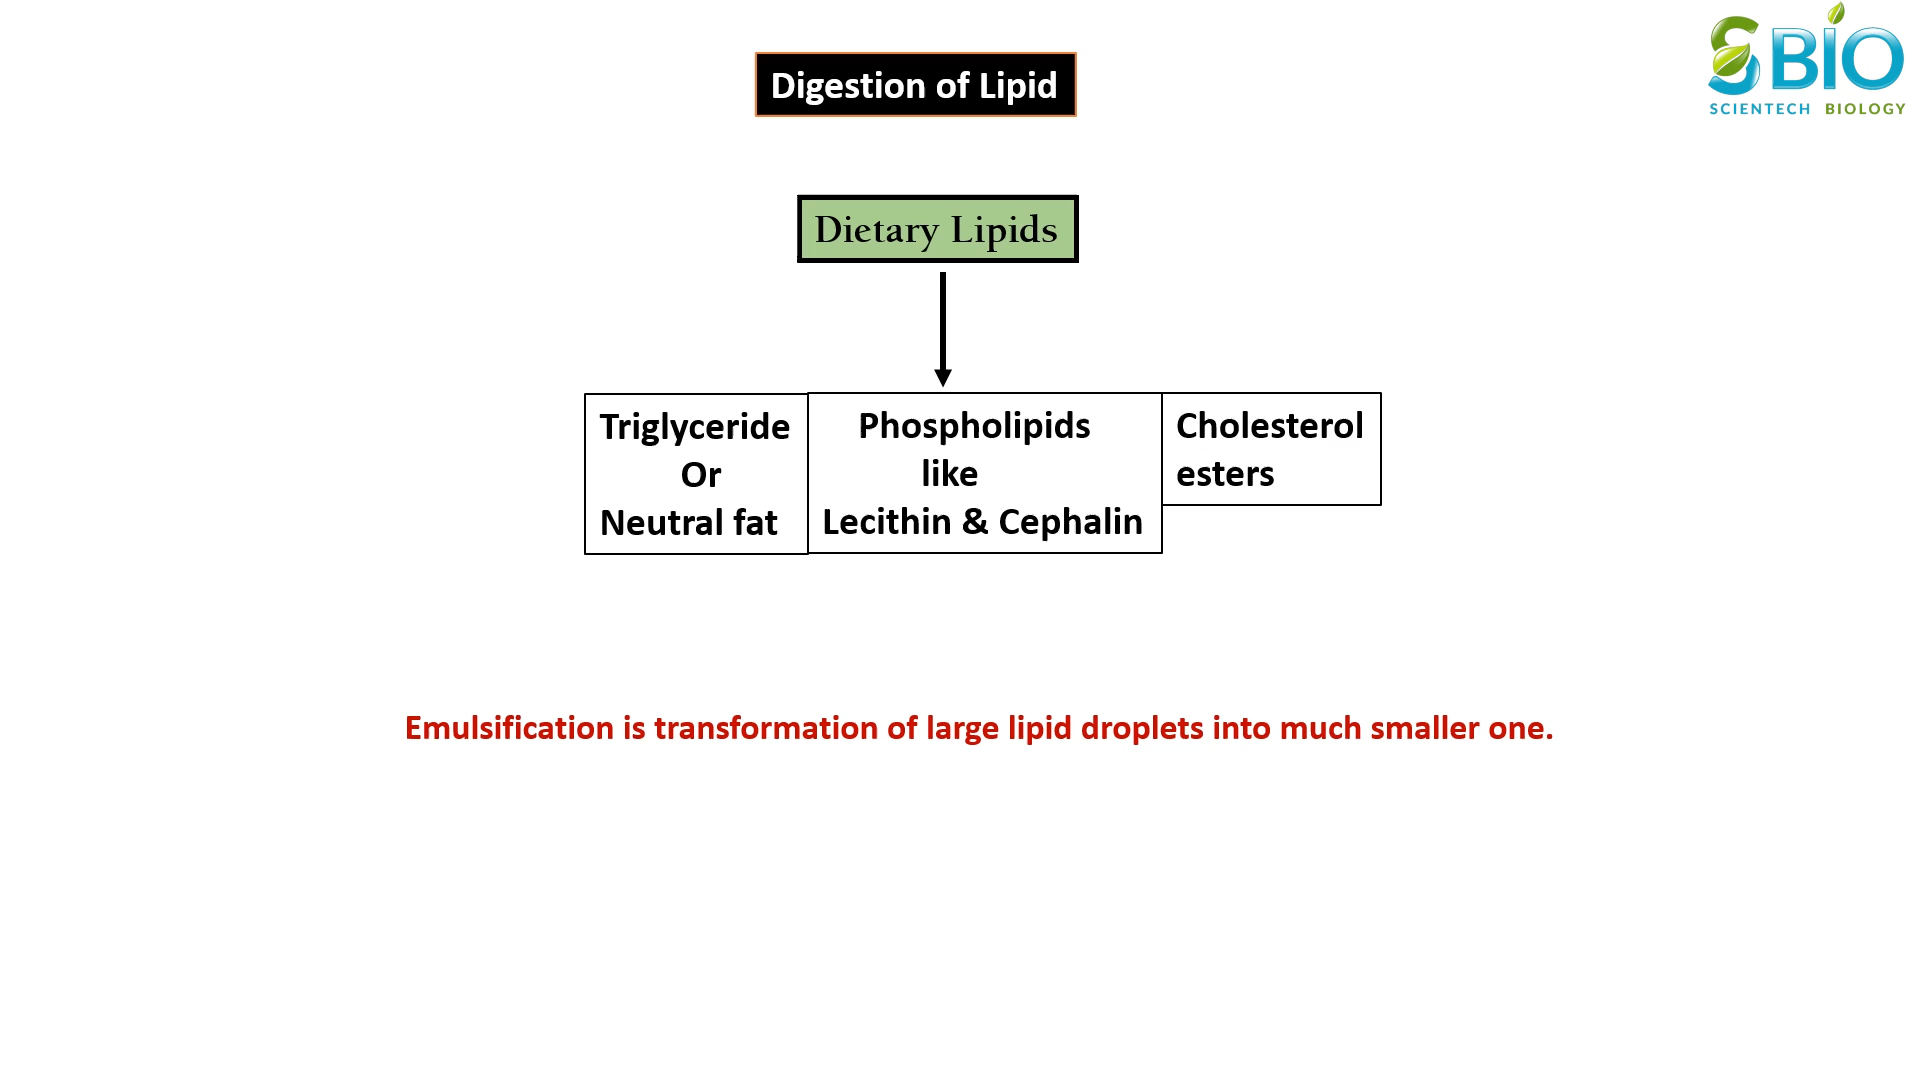 Digestion of Lipid
SBIO
SCIENTECH BIOLOGY
Dietary Lipids
Triglyceride
Or
Neutral fat
Phospholipids
like
Lecithin & Cephalin
Cholesterol
esters
Emulsification is transformation of large lipid droplets into much smaller one.